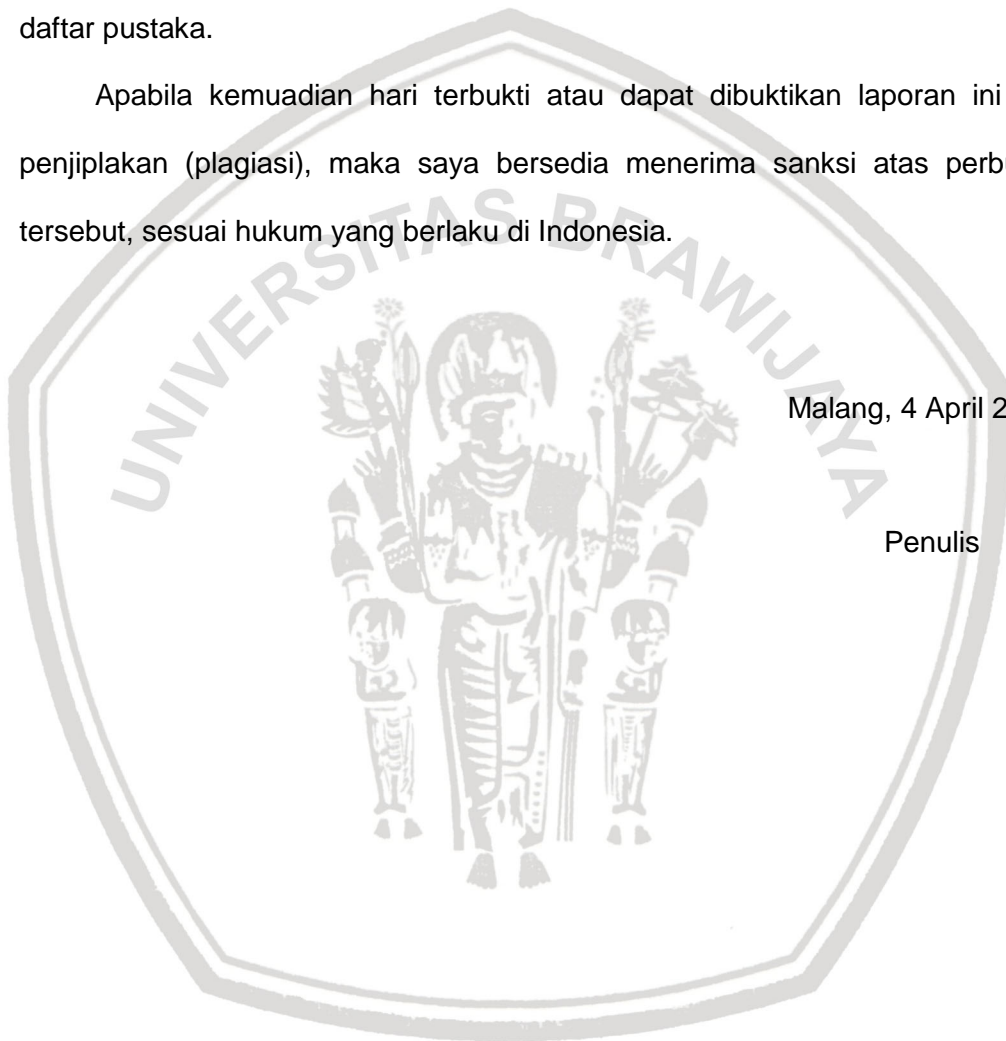 daftar pustaka.
Apabila kemuadian hari terbukti atau dapat dibuktikan laporan ini
penjiplakan (plagiasi), maka saya bersedia menerima sanksi atas
tersebut, sesuai hukum yang berlaku di Indonesia.
UNIVERSITAS BRAWIJAYA
Malang, 4 April
Penulis